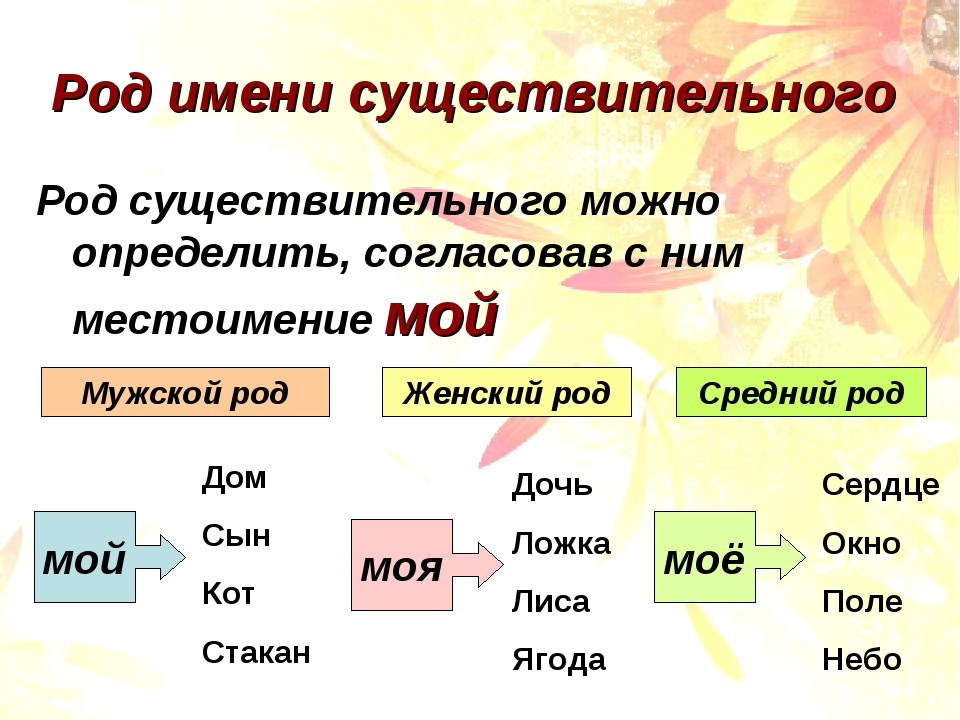 Род имени существительного
Род существительного можно
определить, согласовав с ним
местоимение мой
Мужской род
Женский род
Средний род
мой
Дом
Сын
Кот
Стакан
моя
Дочь
Ложка
Лиса
Ягода
моё
Сердце
Окно
Поле
Небо